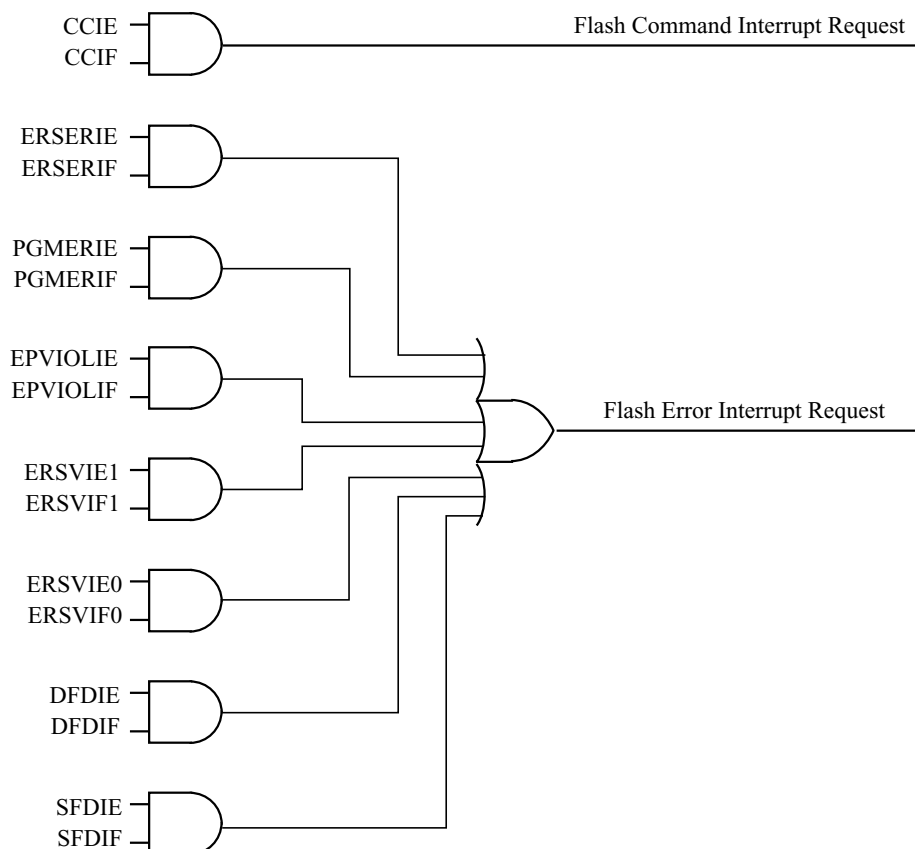 CCIE
CCIF
Flash Command Interrupt Request
ERSERIE
ERSERIF
PGMERIE
PGMERIF
EPVIOLIE
EPVIOLIF
Flash Error Interrupt Request
ERSVIE1
ERSVIF1
ERSVIE0
ERSVIF0
DFDIE
DFDIF
SFDIE
SFDIF